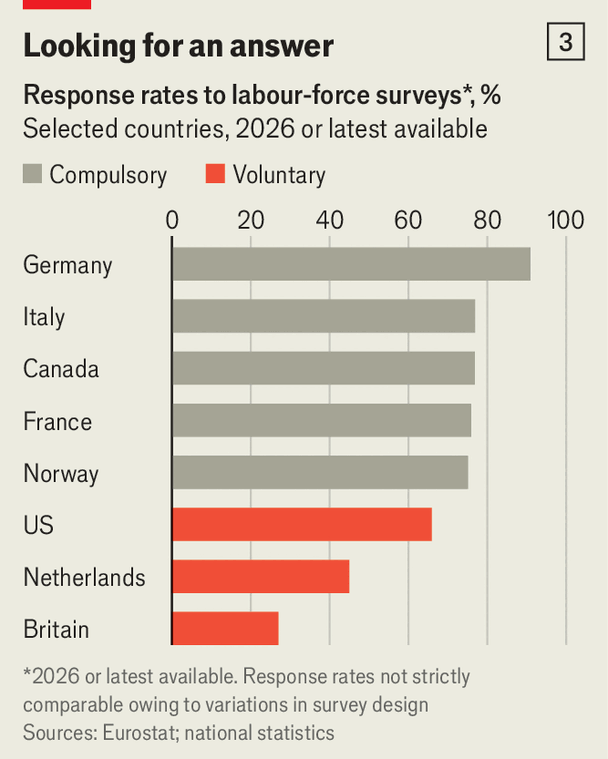 Looking for an answer
3
Response rates to labour-force surveys*, %
Selected countries, 2026 or latest available
Compulsory Voluntary
0 20 40 60 80 100
Germany
Italy
Canada
France
Norway
US
Netherlands
Britain
*2026 or latest available. Response rates not strictly
comparable owing to variations in survey design
Sources: Eurostat; national statistics